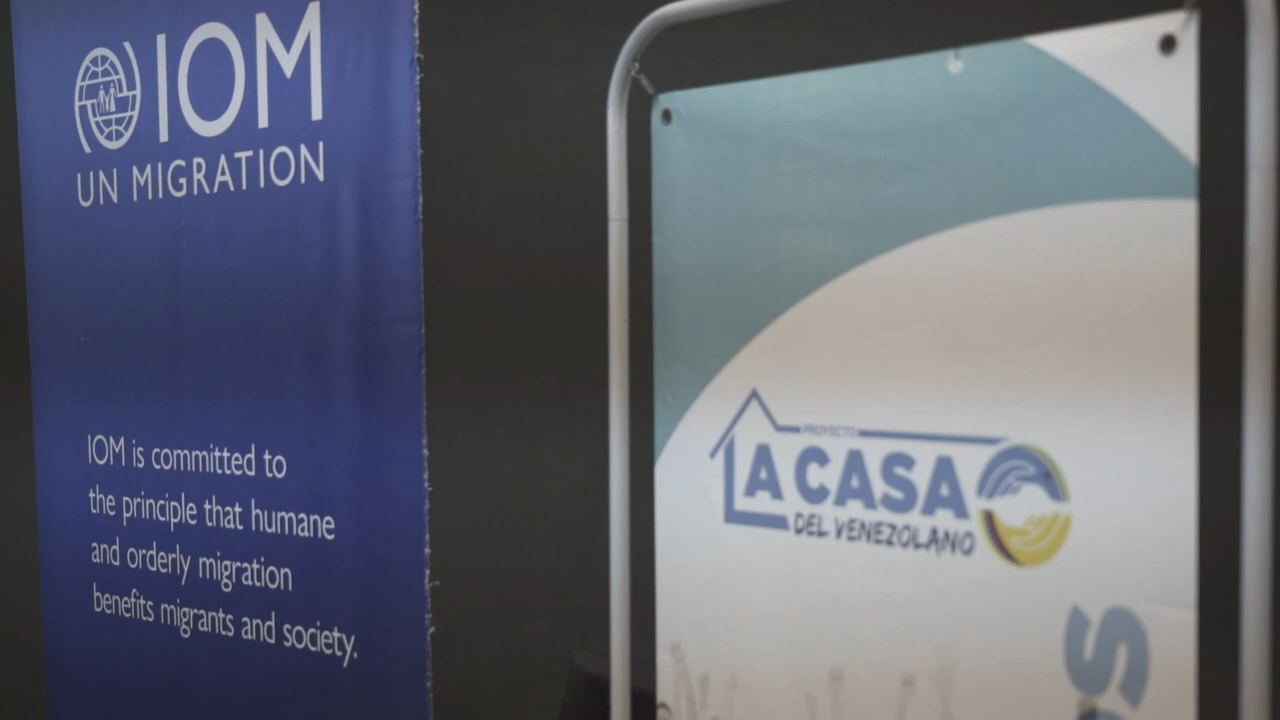 IOM
UN MIGRATION
IOM is committed to
the principle that humane
and orderly migration
benefits migrants and society.
PROYECTO
LA CASA
DEL VENEZOLANO
S